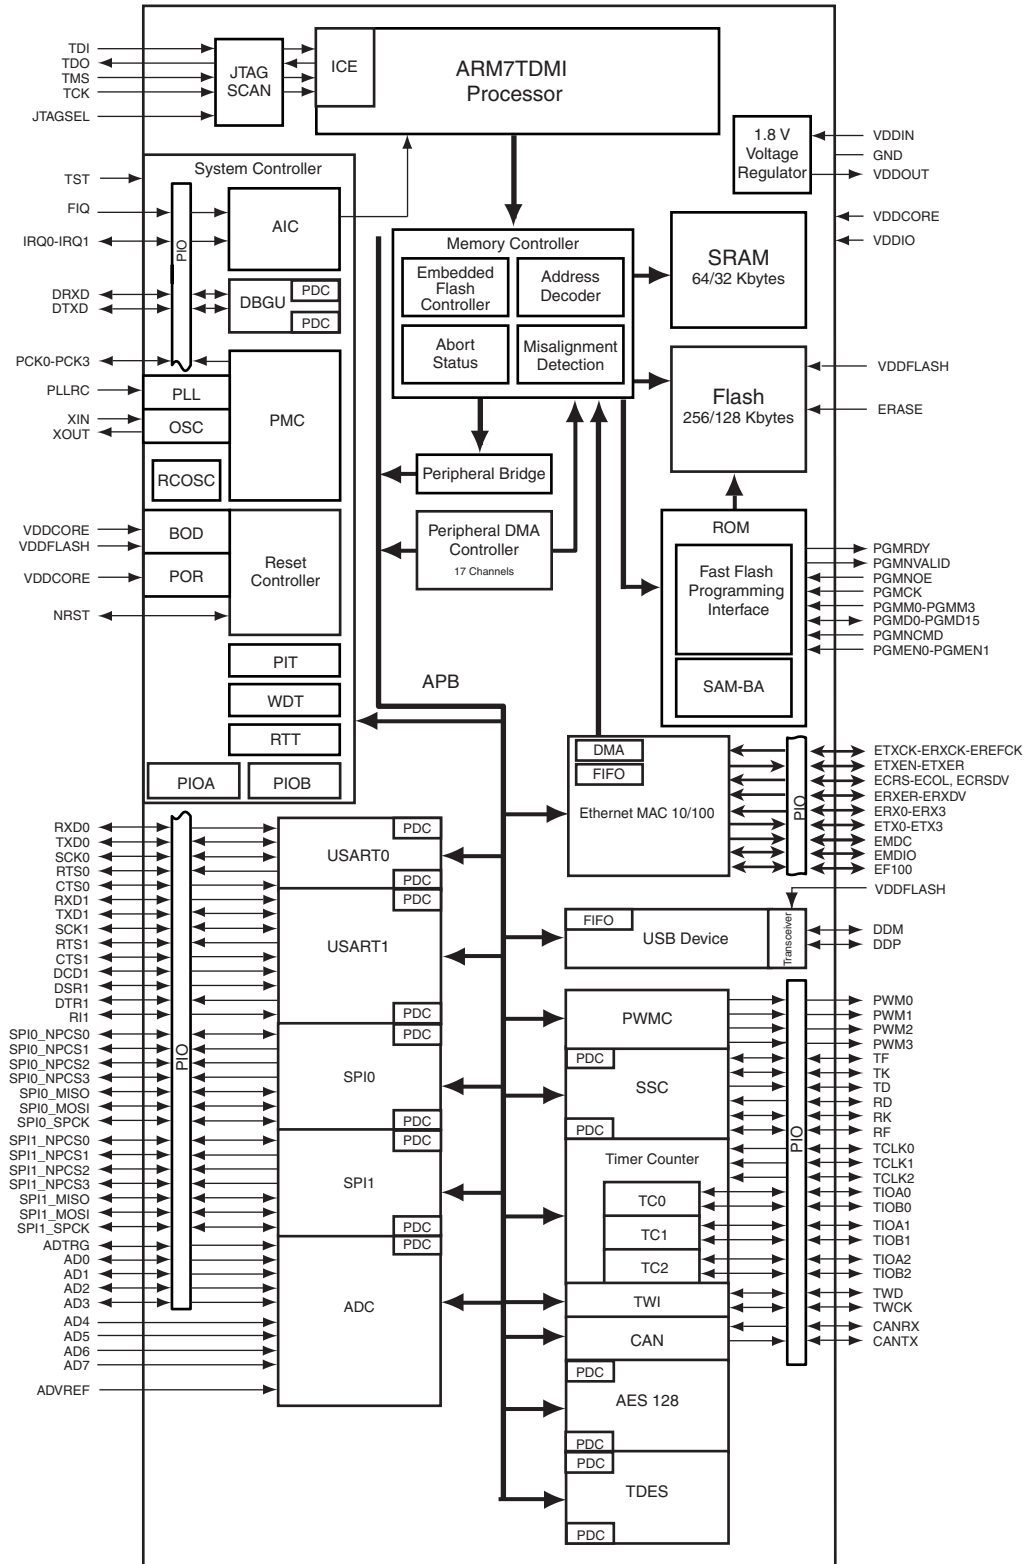 TDI
TDO
TMS
TCK
JTAGSEL
JTAG
SCAN
ICE
ARM7TDMI
Processor
1.8 V
Voltage
Regulator
VDDIN
GND
VDDOUT
VDDCORE
VDDIO
System Controller
TST
FIQ
IRQ0-IRQ1
PIO
AIC
DRXD
DTXD
DBGU
PDC
PDC
PCK0-PCK3
PLLRC
PLL
XIN
XOUT
OSC
RCOSC
PMC
VDDCORE
VDDFLASH
BOD
VDDCORE
POR
NRST
Reset
Controller
PIT
WDT
RTT
PIOA
PIOB
Memory Controller
Embedded
Flash
Controller
Address
Decoder
Abort
Status
Misalignment
Detection
SRAM
64/32 Kbytes
Flash
256/128 Kbytes
VDDFLASH
ERASE
Peripheral Bridge
Peripheral DMA
Controller
17 Channels
ROM
Fast Flash
Programming
Interface
SAM-BA
PGMRDY
PGMNVALID
PGMNOE
PGMCK
PGMM0-PGMM3
PGMD0-PGMD15
PGMNCMD
PGMEN0-PGMEN1
APB
DMA
FIFO
Ethernet MAC 10/100
PIO
ETXCK-ERXCK-EREFCK
ETXEN-ETXER
ECRS-ECOL, ECRSDV
ERXER-ERXDV
ERX0-ERX3
ETX0-ETX3
EMDC
EMDIO
EF100
VDDFLASH
FIFO
USB Device
Transceiver
DDM
DDP
RXD0
TXD0
SCK0
RTS0
CTS0
RXD1
TXD1
SCK1
RTS1
CTS1
DCD1
DSR1
DTR1
RI1
SPI0_NPCS0
SPI0_NPCS1
SPI0_NPCS2
SPI0_NPCS3
SPI0_MISO
SPI0_MOSI
SPI0_SPCK
SPI1_NPCS0
SPI1_NPCS1
SPI1_NPCS2
SPI1_NPCS3
SPI1_MISO
SPI1_MOSI
SPI1_SPCK
ADTRG
AD0
AD1
AD2
AD3
AD4
AD5
AD6
AD7
ADVREF
PIO
PDC
USART0
PDC
PDC
USART1
PDC
PDC
SPI0
PDC
PDC
SPI1
PDC
PDC
ADC
PWMC
PDC
SSC
PDC
Timer Counter
TC0
TC1
TC2
TWI
CAN
PDC
AES 128
PDC
PDC
TDES
PDC
PIO
PWM0
PWM1
PWM2
PWM3
TF
TK
TD
RD
RK
RF
TCLK0
TCLK1
TCLK2
TIOA0
TIOB0
TIOA1
TIOB1
TIOA2
TIOB2
TWD
TWCK
CANRX
CANTX